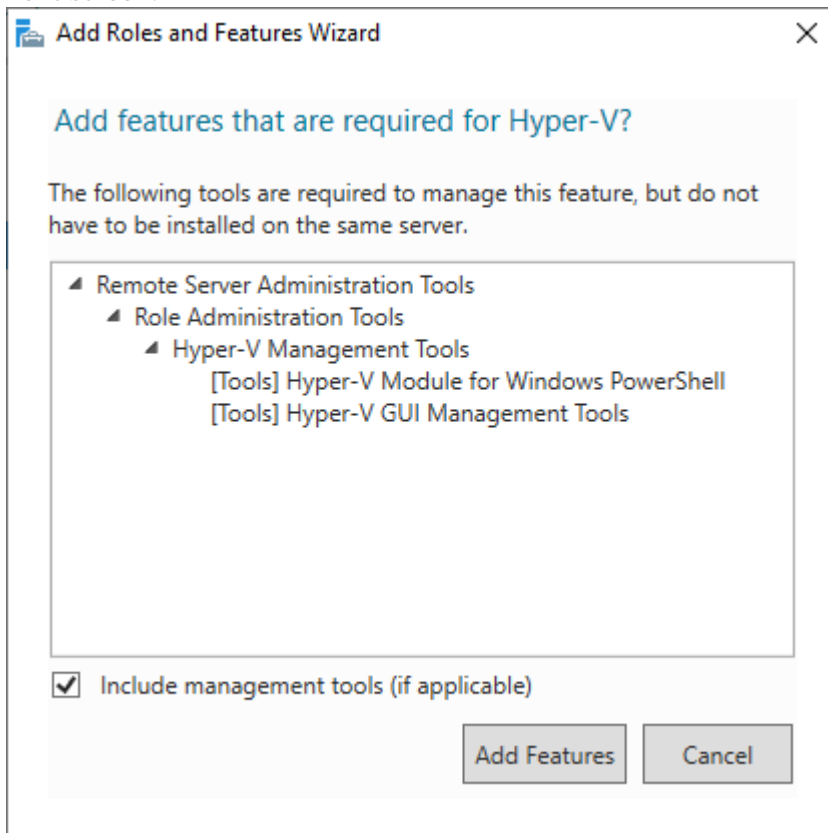 Add Roles and Features Wizard
Add features that are required for Hyper-V?
The following tools are required to manage this feature, but do not
have to be installed on the same server.
Remote Server Administration Tools
Role Administration Tools
Hyper-V Management Tools
[Tools] Hyper-V Module for Windows PowerShell
[Tools] Hyper-V GUI Management Tools
Include management tools (if applicable)
Add Features
Cancel